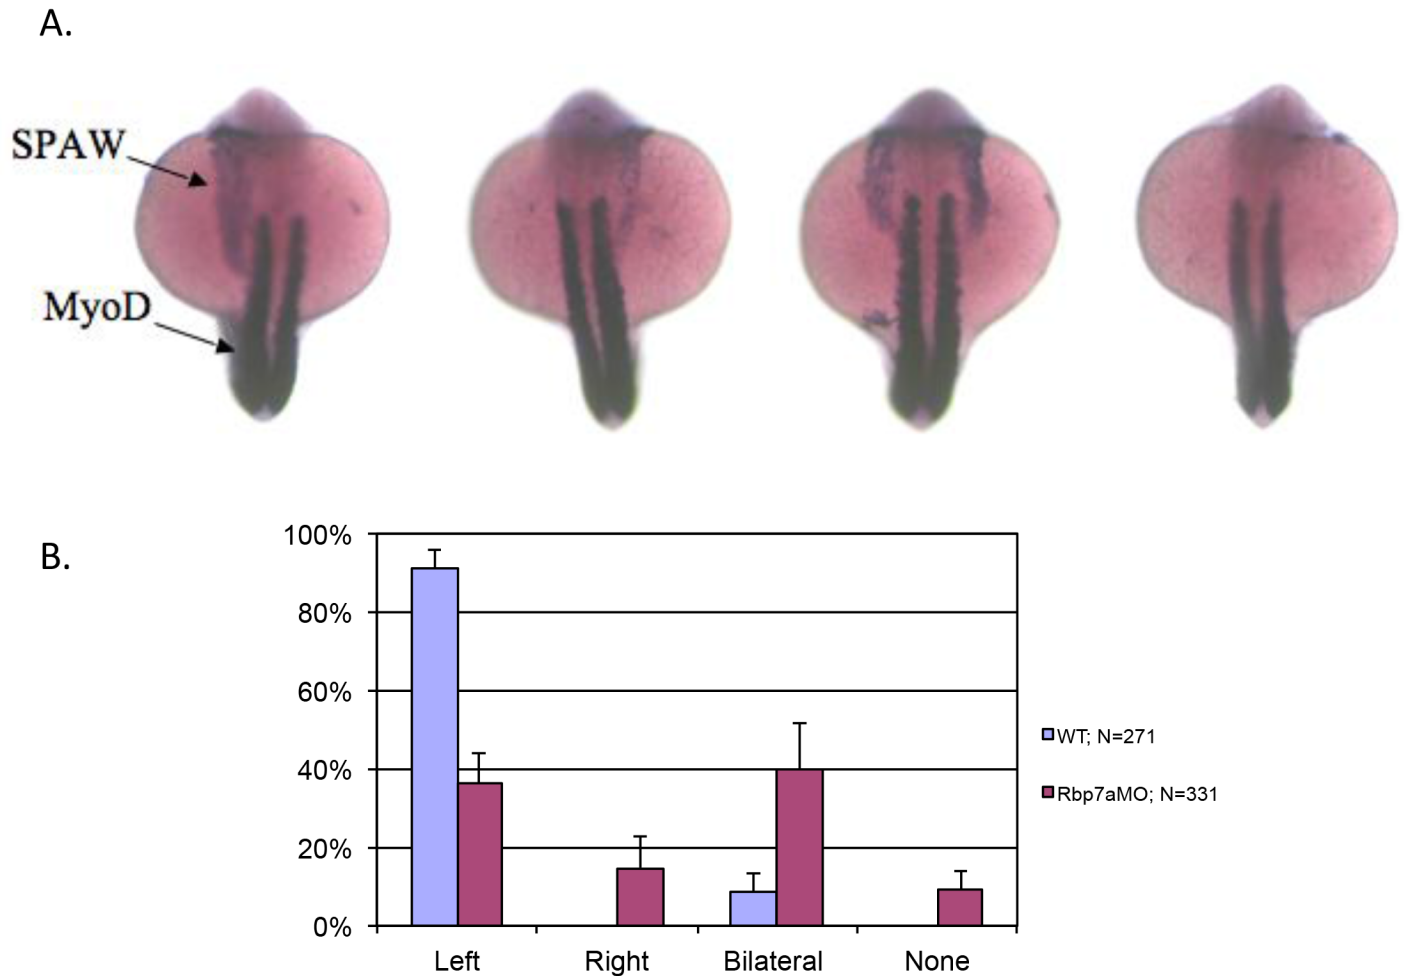 A.
SPAW
MyoD
B.
100%
80%
60%
40%
20%
0%
Left Right Bilateral None
WT; N=271
Rbp7aMO; N=331